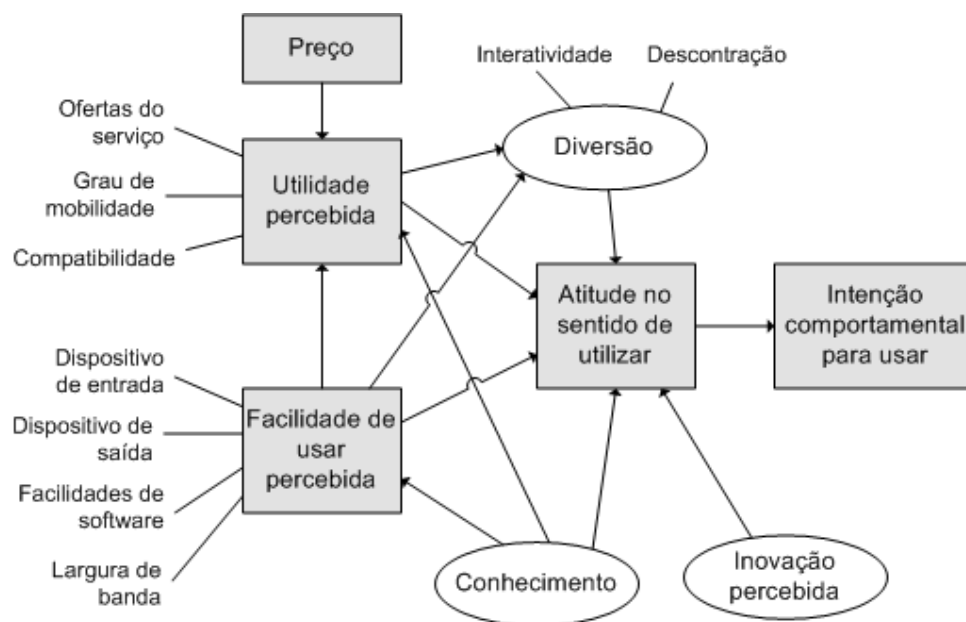 Preço
Interatividade
Descontração
Ofertas do
serviço
Grau de
mobilidade
Compatibilidade
Utilidade
percebida
Diversão
Atitude no
sentido de
utilizar
Intenção
comportamental
para usar
Dispositivo
de entrada
Dispositivo de
saída
Facilidades de
software
Largura de
banda
Facilidade de
usar
percebida
Conhecimento
Inovação
percebida